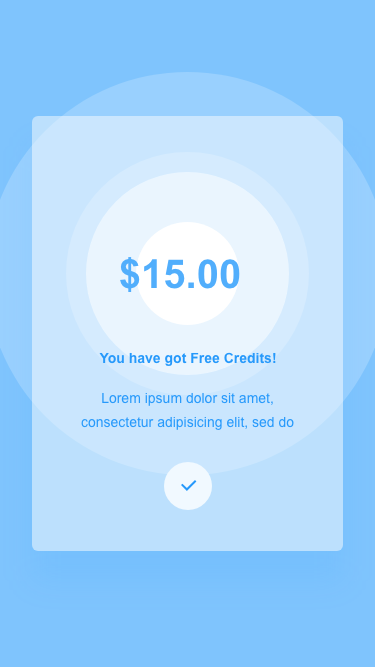 $15.00
You have got Free Credits!
Lorem ipsum dolor sit amet,
consectetur adipisicing elit, sed do